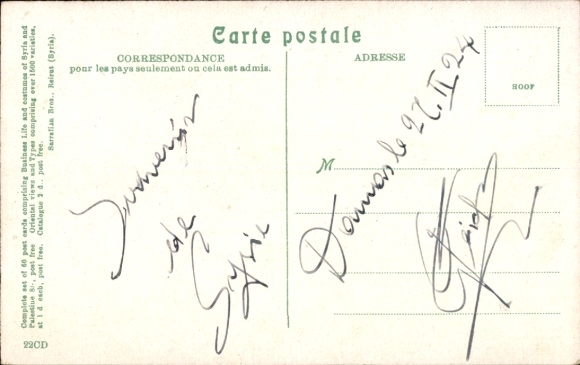 Carte postale
CORRESPONDANCE
pour les pays seulement ou cela est admis.
ADRESSE
BOOF
M
Complete set of 66 post cards comprising Business Life and costumes of Syria and
Palestine 8/-, post free Oriental views and Types comprising over 1500 varieties.
at 1 d each, post free. Catalogue 2 d. post free.
Sarrafian Bros., Beirut (Syria).
22CD
Souvenir
de
Syrie
Damas le 27. II 24